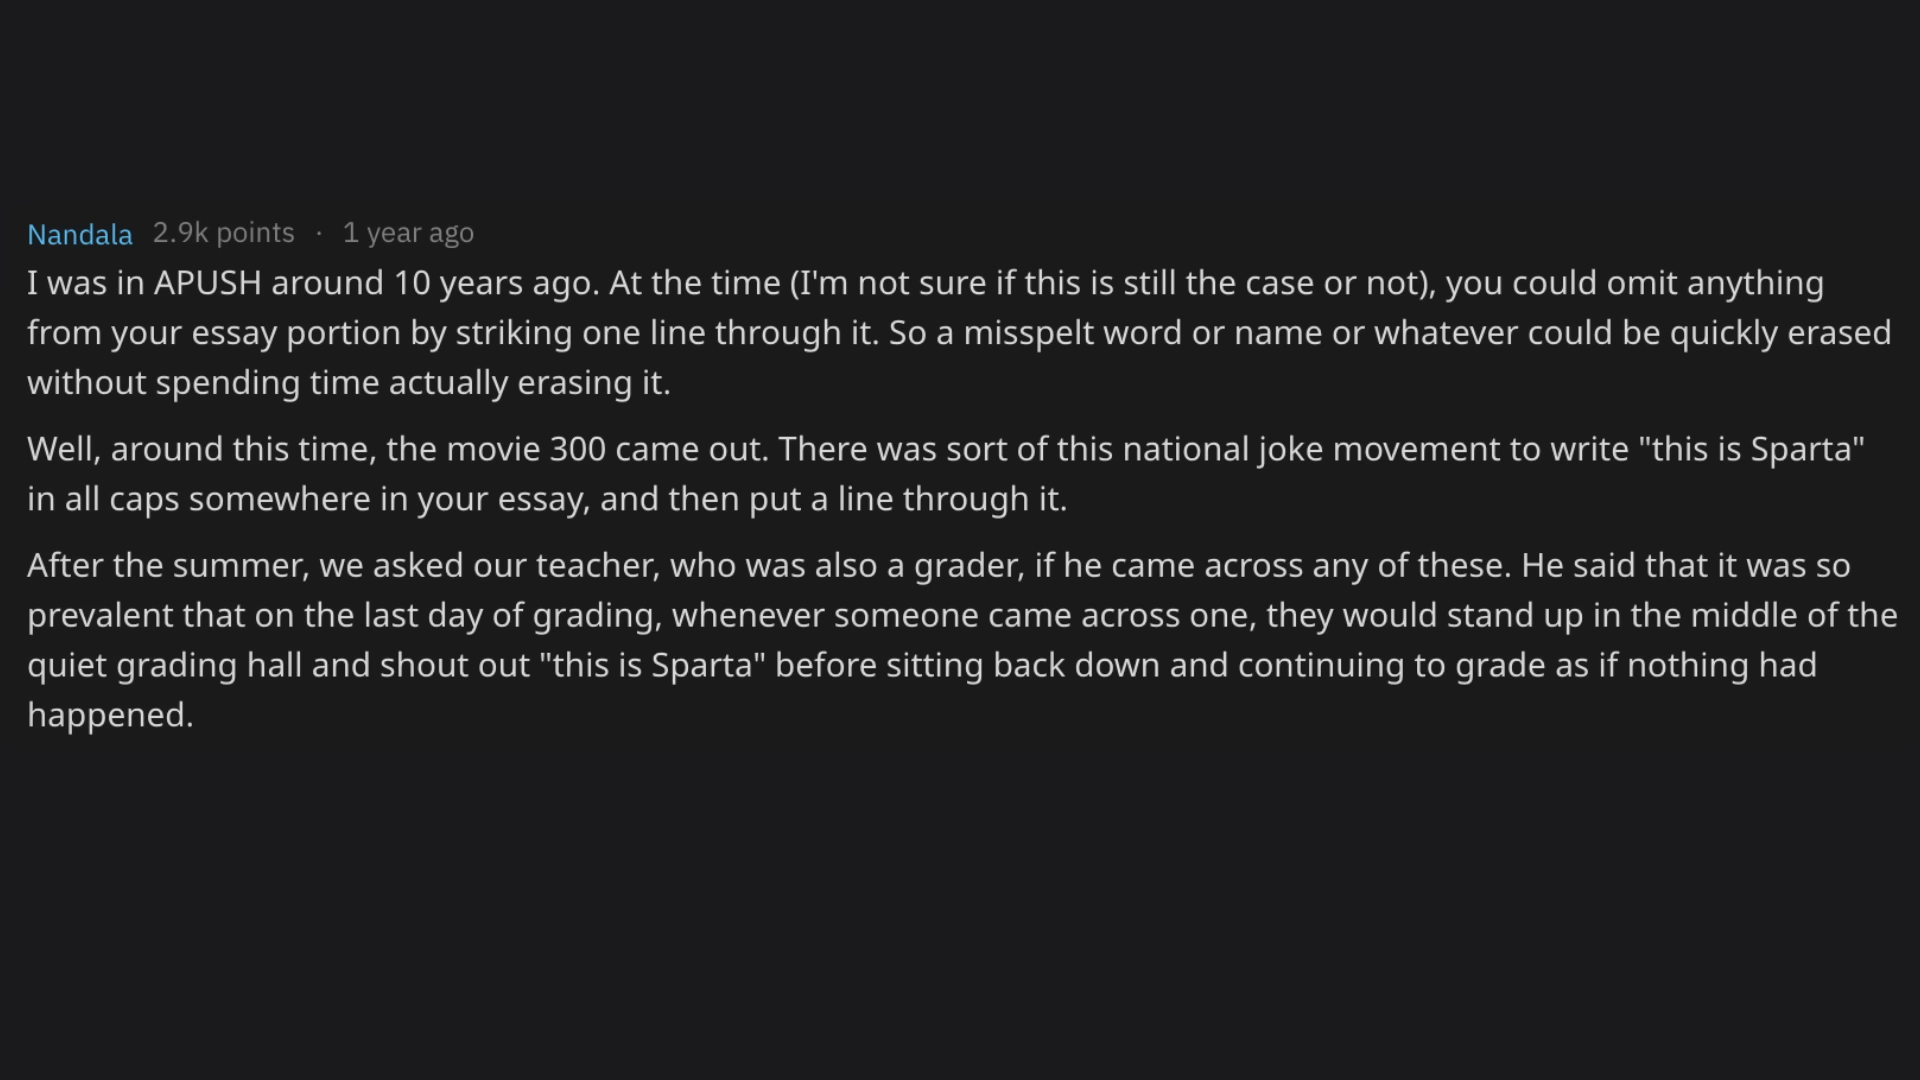 Nandala 2.9k points · 1 year ago
I was in APUSH around 10 years ago. At the time (I'm not sure if this is still the case or not), you could omit anything
from your essay portion by striking one line through it. So a misspelt word or name or whatever could be quickly erased
without spending time actually erasing it.
Well, around this time, the movie 300 came out. There was sort of this national joke movement to write "this is Sparta"
in all caps somewhere in your essay, and then put a line through it.
After the summer, we asked our teacher, who was also a grader, if he came across any of these. He said that it was so
prevalent that on the last day of grading, whenever someone came across one, they would stand up in the middle of the
quiet grading hall and shout out "this is Sparta" before sitting back down and continuing to grade as if nothing had
happened.